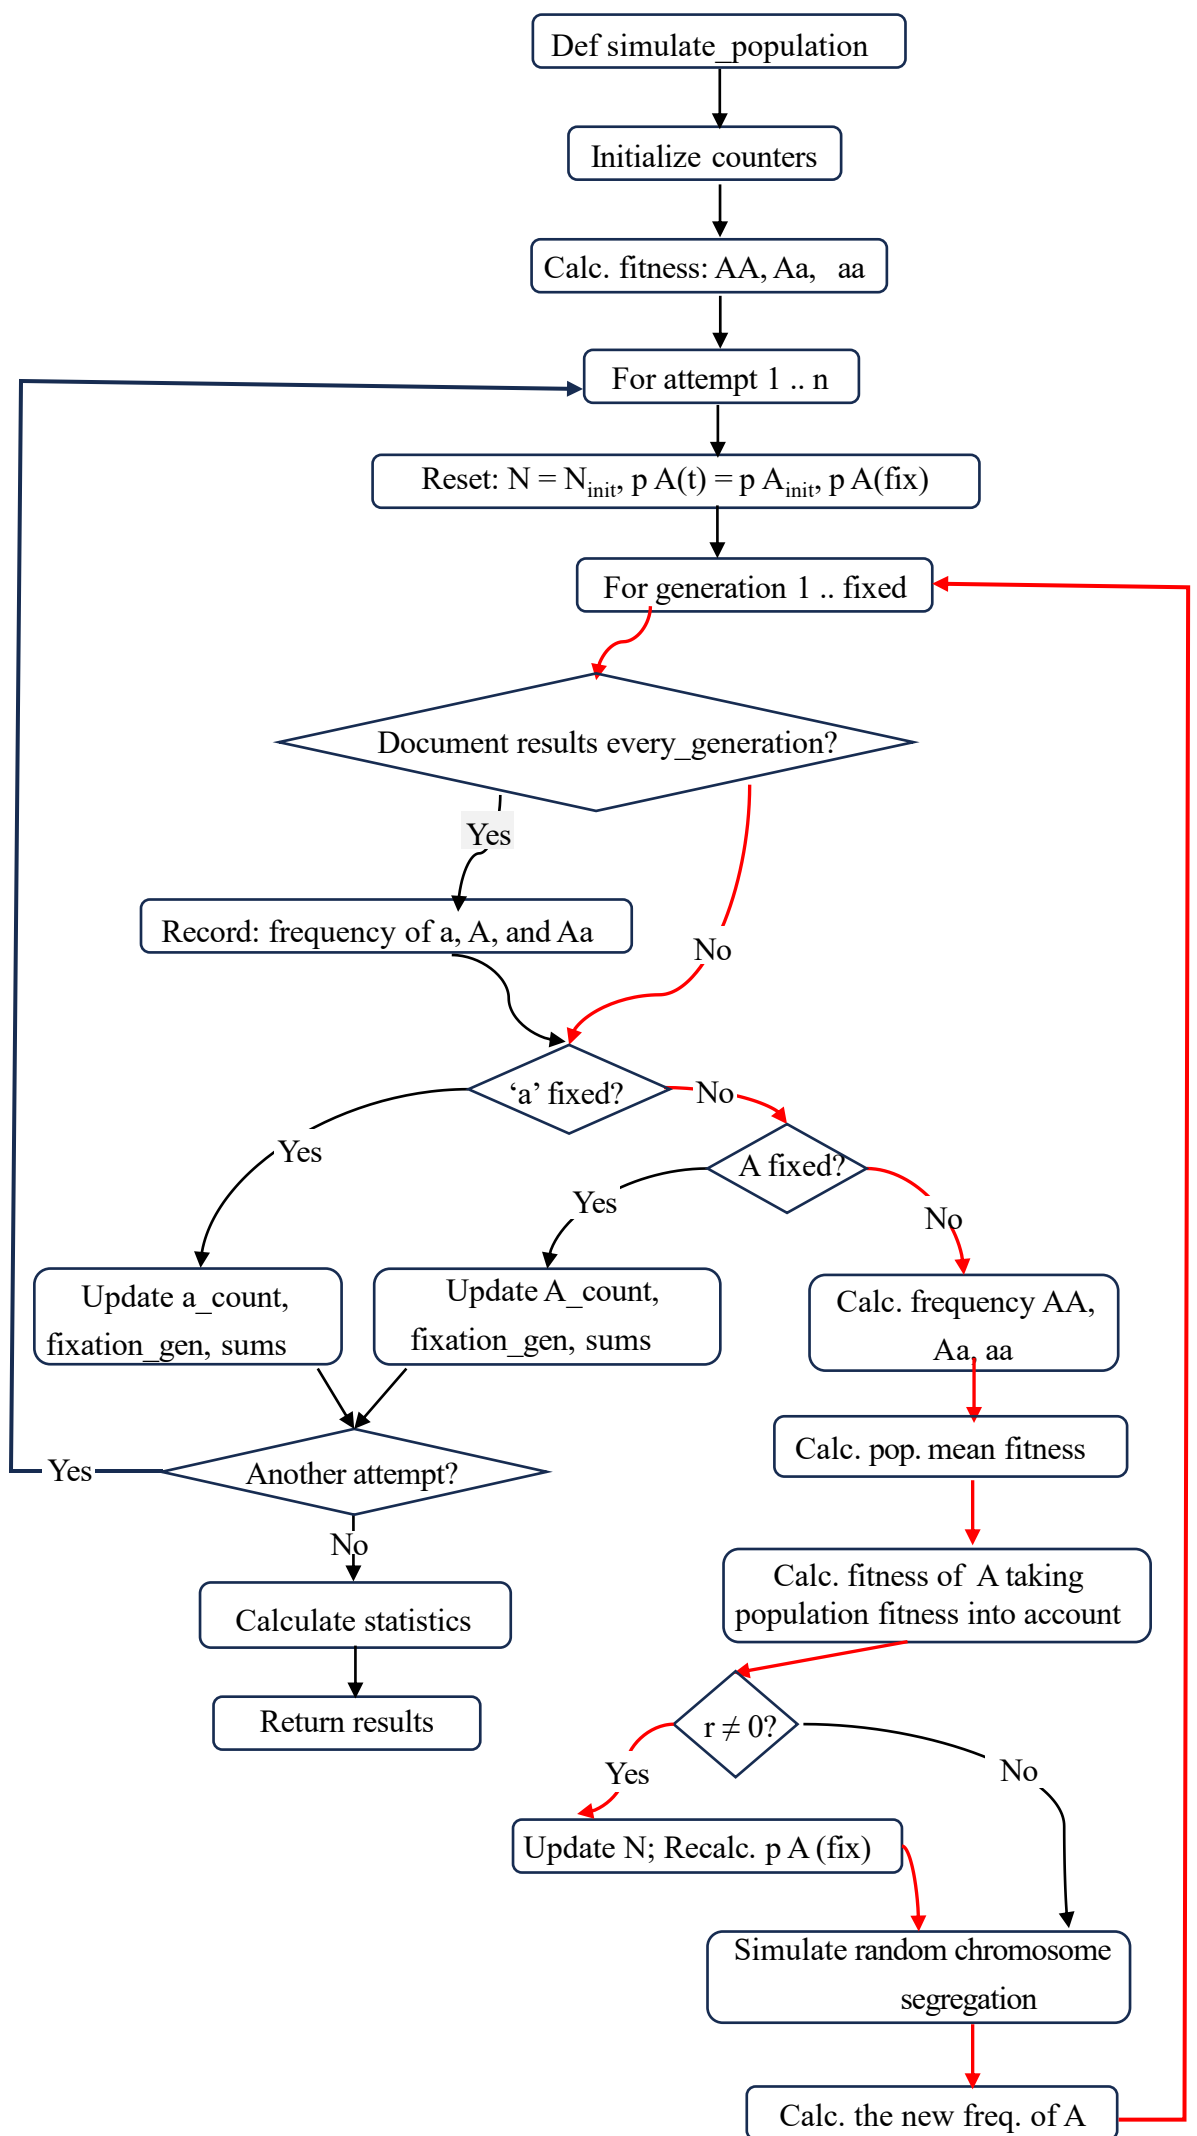 Def simulate_population
Initialize counters
Calc. fitness: AA, Aa, aa
For attempt 1 .. n
Reset: N = Ninit, p A(t) = p Ainit, p A(fix)
For generation 1 .. fixed
Document results every_generation?
Yes
Record: frequency of a, A, and Aa
No
‘a’ fixed?
No
A fixed?
Yes
Yes
No
Update a_count,
fixation_gen, sums
Update A_count,
fixation_gen, sums
Calc. frequency AA,
Aa, aa
Calc. pop. mean fitness
Yes
Another attempt?
No
Calc. fitness of A taking
population fitness into account
Calculate statistics
Return results
r ≠ 0?
Yes
No
Update N; Recalc. p A (fix)
Simulate random chromosome
segregation
Calc. the new freq. of A